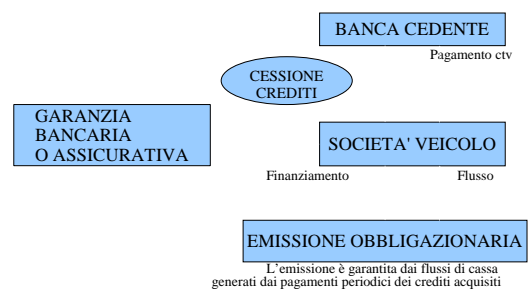 BANCA CEDENTE
Pagamento ctv
CESSIONE
CREDITI
GARANZIA
BANCARIA
O ASSICURATIVA
SOCIETA' VEICOLO
Finanziamento
Flusso
EMISSIONE OBBLIGAZIONARIA
L'emissione è garantita dai flussi di cassa
generati dai pagamenti periodici dei crediti acquisiti